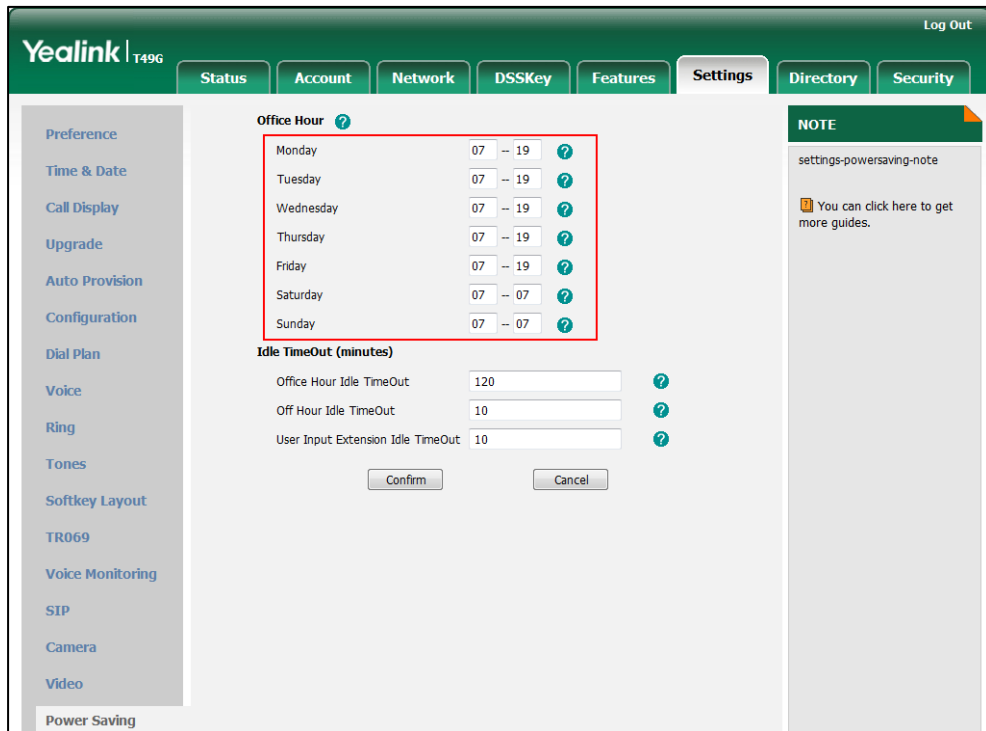 Log Out
Yealink | T49G
Status Account Network DSSKey Features Settings Directory Security
Preference
Time & Date
Call Display
Upgrade
Auto Provision
Configuration
Dial Plan
Voice
Ring
Tones
Softkey Layout
TR069
Voice Monitoring
SIP
Camera
Video
Power Saving
Office Hour ?
Monday 07 -- 19 ?
Tuesday 07 -- 19 ?
Wednesday 07 -- 19 ?
Thursday 07 -- 19 ?
Friday 07 -- 19 ?
Saturday 07 -- 07 ?
Sunday 07 -- 07 ?
Idle TimeOut (minutes)
Office Hour Idle TimeOut 120 ?
Off Hour Idle TimeOut 10 ?
User Input Extension Idle TimeOut 10 ?
Confirm Cancel
NOTE
settings-powersaving-note
? You can click here to get
more guides.